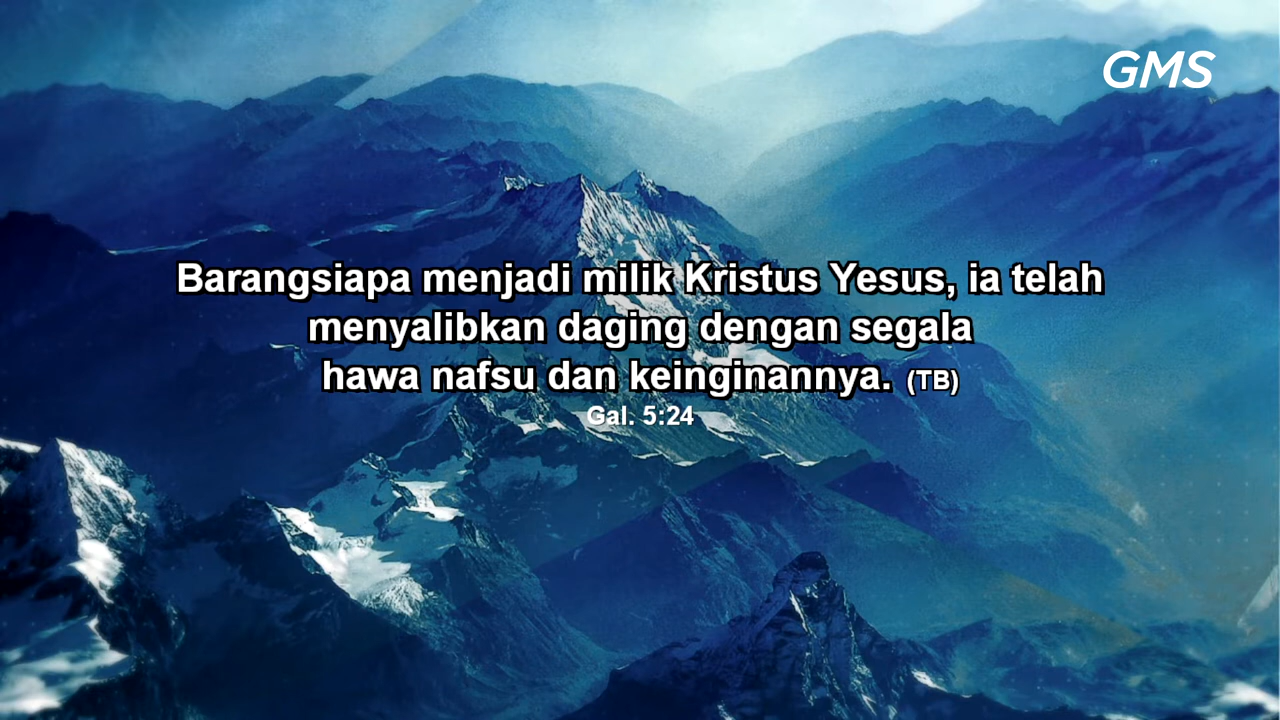 GMS
Barangsiapa menjadi milik Kristus Yesus, ia telah
menyalibkan daging dengan segala
hawa nafsu dan keinginannya. (TB)
Gal. 5:24